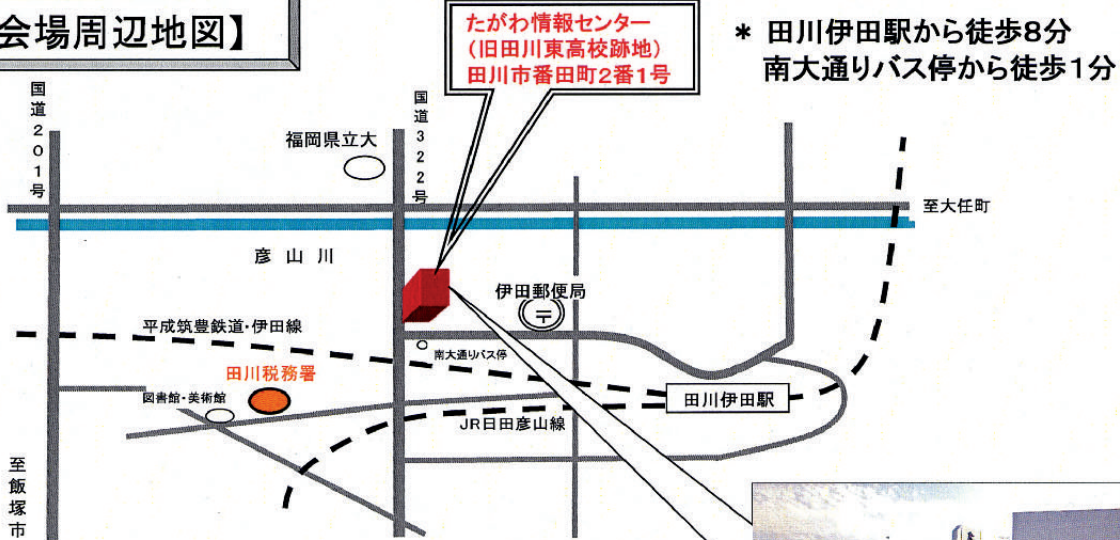 会場周辺地図】
たがわ情報センター
(旧田川東高校跡地)
田川市番田町2番1号
* 田川伊田駅から徒歩8分
南大通りバス停から徒歩1分
国道201号
国道322号
福岡県立大
至大任町
彦山川
伊田郵便局
〒
平成筑豊鉄道・伊田線
南大通りバス停
田川税務署
図書館・美術館
田川伊田駅
JR日田彦山線
至飯塚市